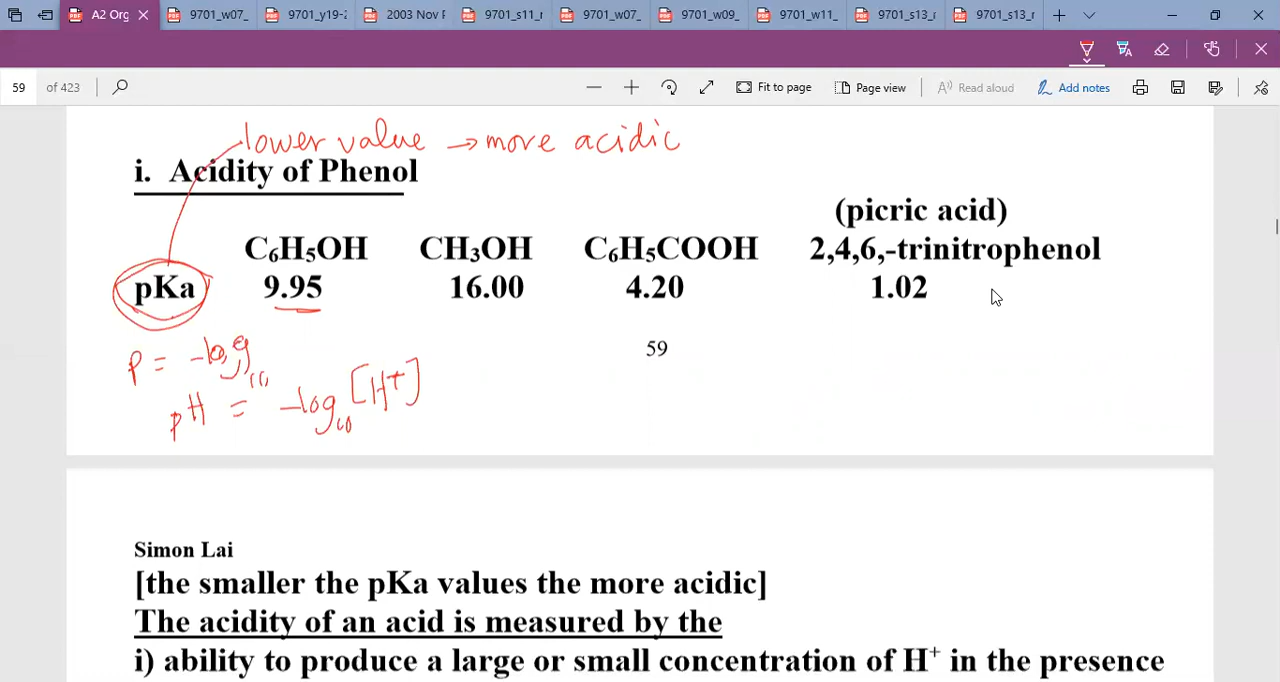 A2 Org
9701_w07_
9701_y19-2
2003 Nov
9701_s11_
9701_w07_
9701_w09_
9701_w11_
9701_s13_
9701_s13_
59 of 423
Fit to page
Page view
Read aloud
Add notes
lower value → more acidic
i. Acidity of Phenol
(picric acid)
C₆H₅OH CH₃OH C₆H₅COOH 2,4,6,-trinitrophenol
pKa 9.95 16.00 4.20 1.02
59
p = -log₁₀
pH = -log₁₀ [H⁺]
Simon Lai
[the smaller the pKa values the more acidic]
The acidity of an acid is measured by the
i) ability to produce a large or small concentration of H⁺ in the presence